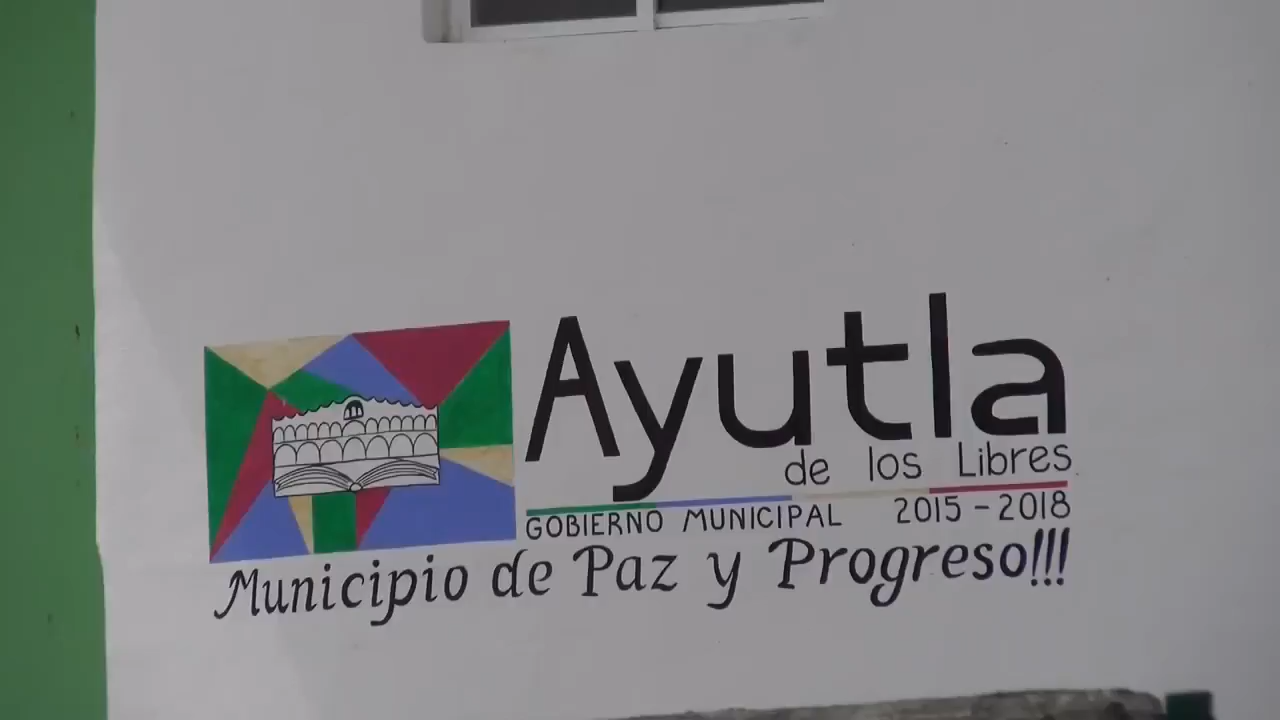 Ayutla
de los Libres
GOBIERNO MUNICIPAL 2015-2018
Municipio de Paz y Progreso!!!